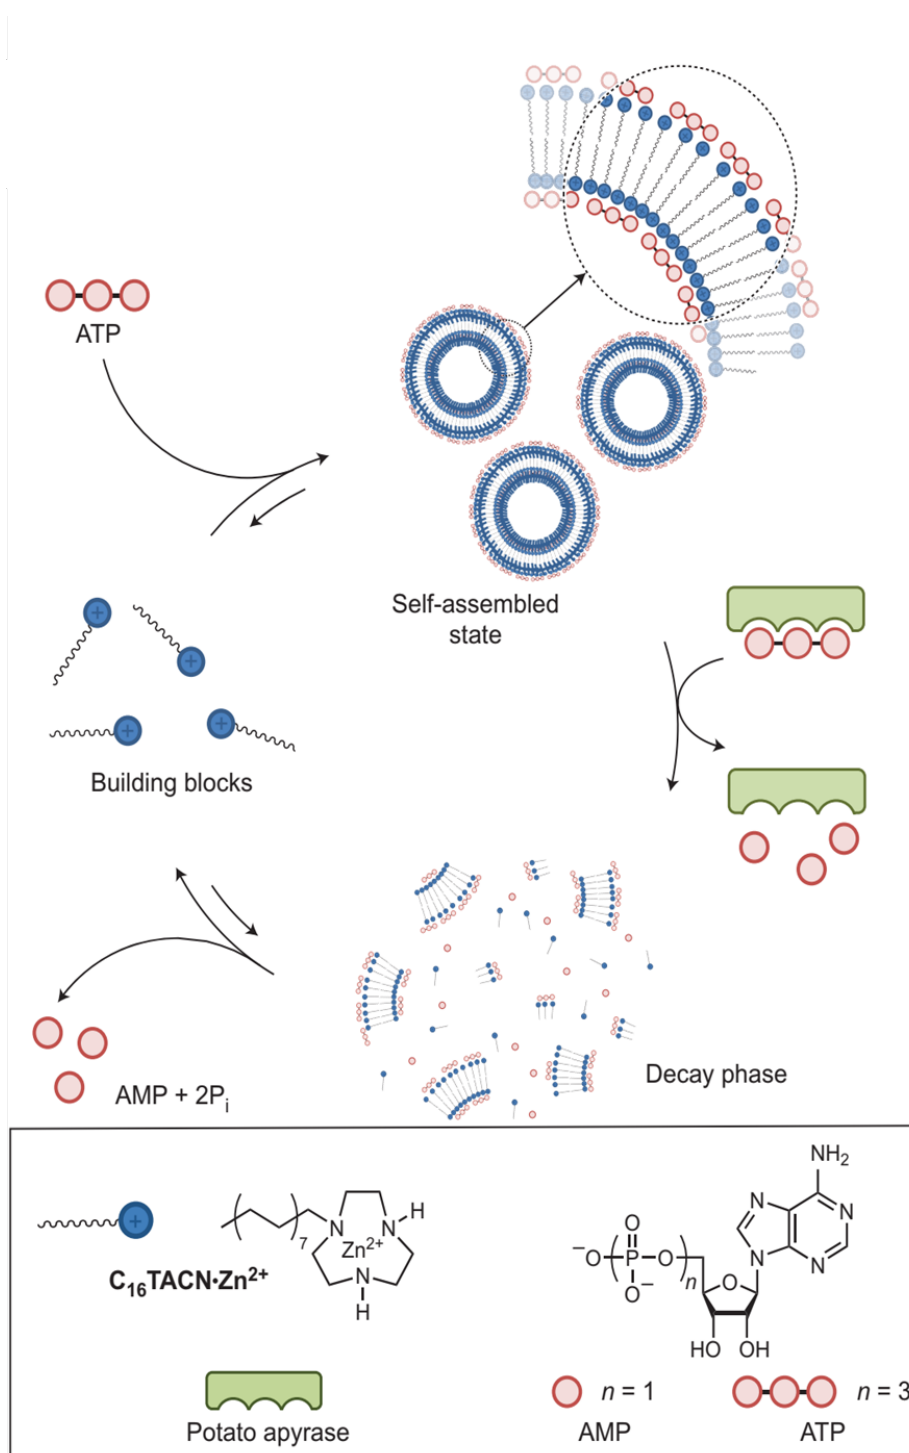 ATP
Self-assembled
state
Building blocks
Decay phase
AMP + 2Pᵢ
NH₂
N
N
N
N
H
N
N
Zn²⁺
7
N
H
C₁₆TACN·Zn²⁺
O
⁻O
P
O
O⁻
n
O
HO
OH
Potato apyrase
n = 1
AMP
n = 3
ATP